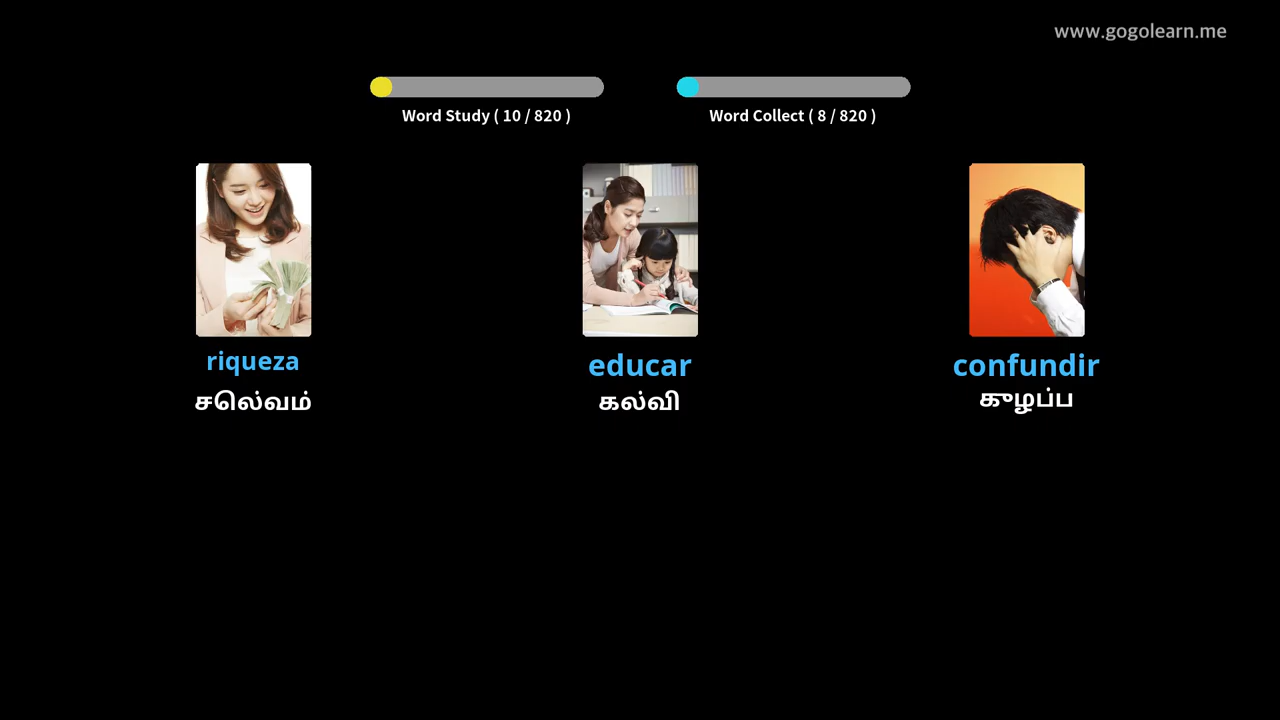 www.gogolearn.me
Word Study ( 10 / 820 )
Word Collect ( 8 / 820 )
riqueza
educar
confundir
செல்வம்
கல்வி
குழப்ப